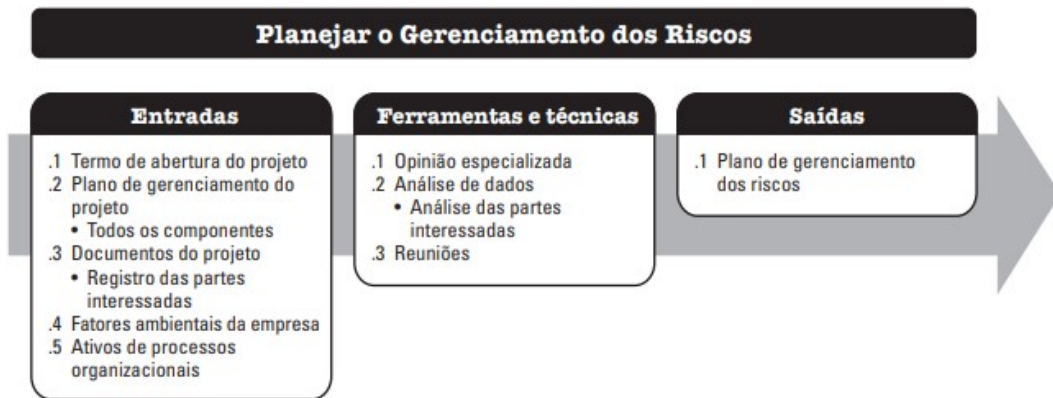 Planejar o Gerenciamento dos Riscos
Entradas
.1 Termo de abertura do projeto
.2 Plano de gerenciamento do
projeto
• Todos os componentes
.3 Documentos do projeto
• Registro das partes
interessadas
.4 Fatores ambientais da empresa
.5 Ativos de processos
organizacionais
Ferramentas e técnicas
.1 Opinião especializada
.2 Análise de dados
• Análise das partes
interessadas
.3 Reuniões
Saídas
.1 Plano de gerenciamento
dos riscos